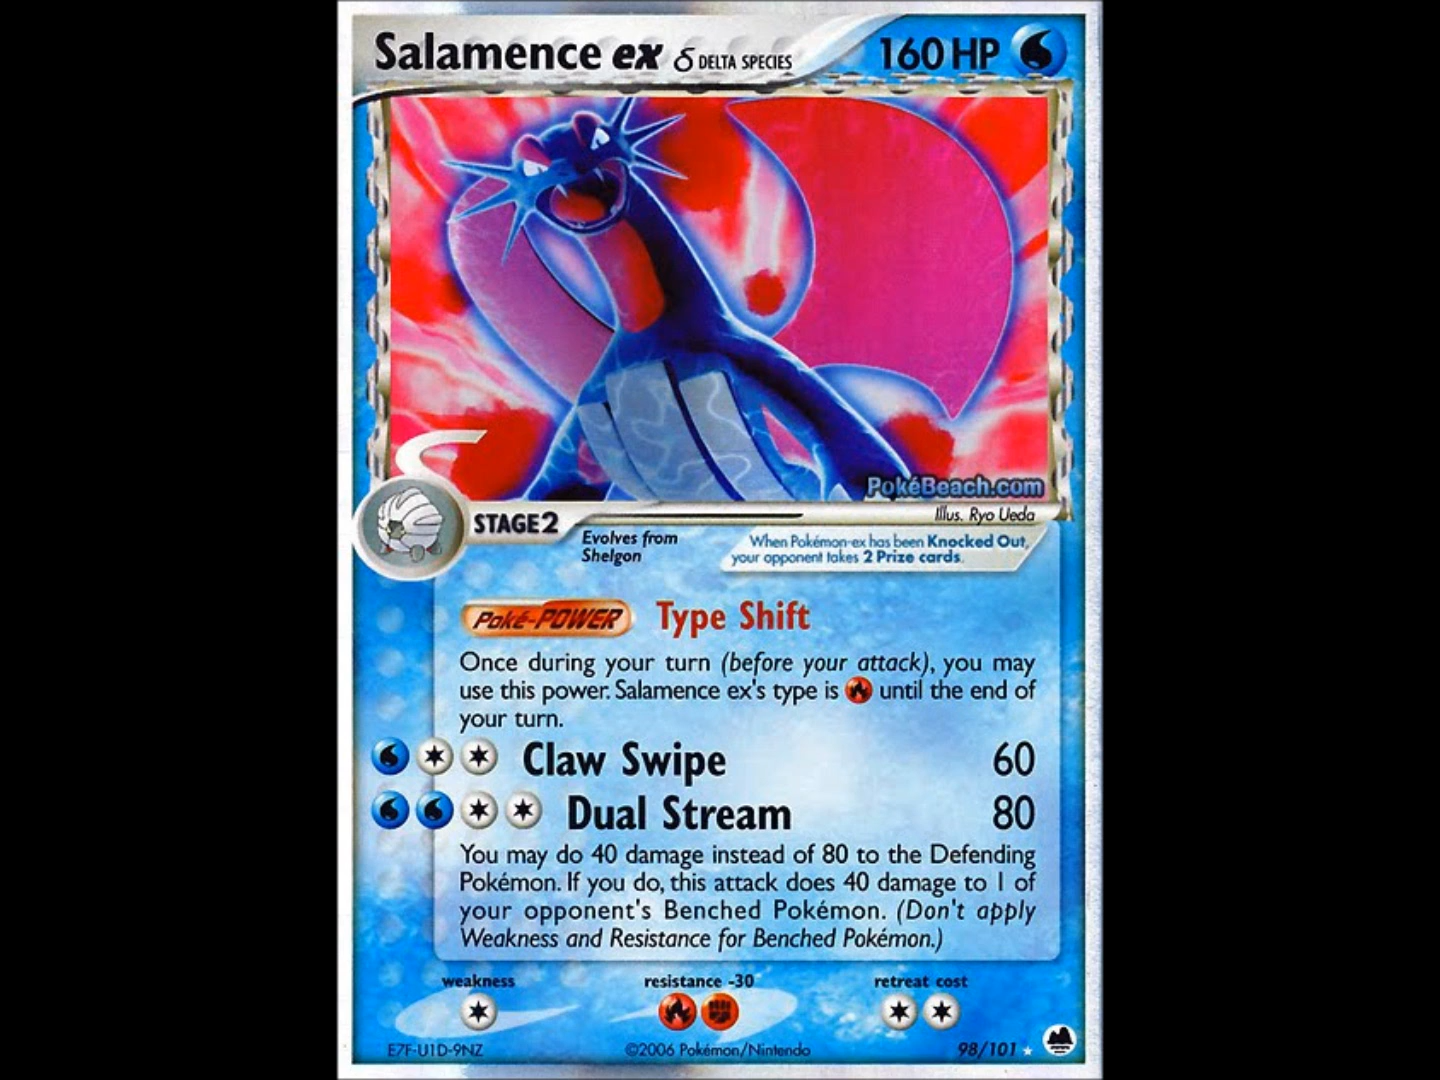 Salamence ex δ DELTA SPECIES 160 HP
PokéBeach.com
Illus. Ryo Ueda
STAGE 2
Evolves from
Shelgon
When Pokémon-ex has been Knocked Out,
your opponent takes 2 Prize cards.
Poké-POWER Type Shift
Once during your turn (before your attack), you may
use this power. Salamence ex's type is until the end of
your turn.
Claw Swipe 60
Dual Stream 80
You may do 40 damage instead of 80 to the Defending
Pokémon. If you do, this attack does 40 damage to 1 of
your opponent's Benched Pokémon. (Don't apply
Weakness and Resistance for Benched Pokémon.)
weakness resistance -30 retreat cost
E7F-U1D-9NZ ©2006 Pokémon/Nintendo 98/101